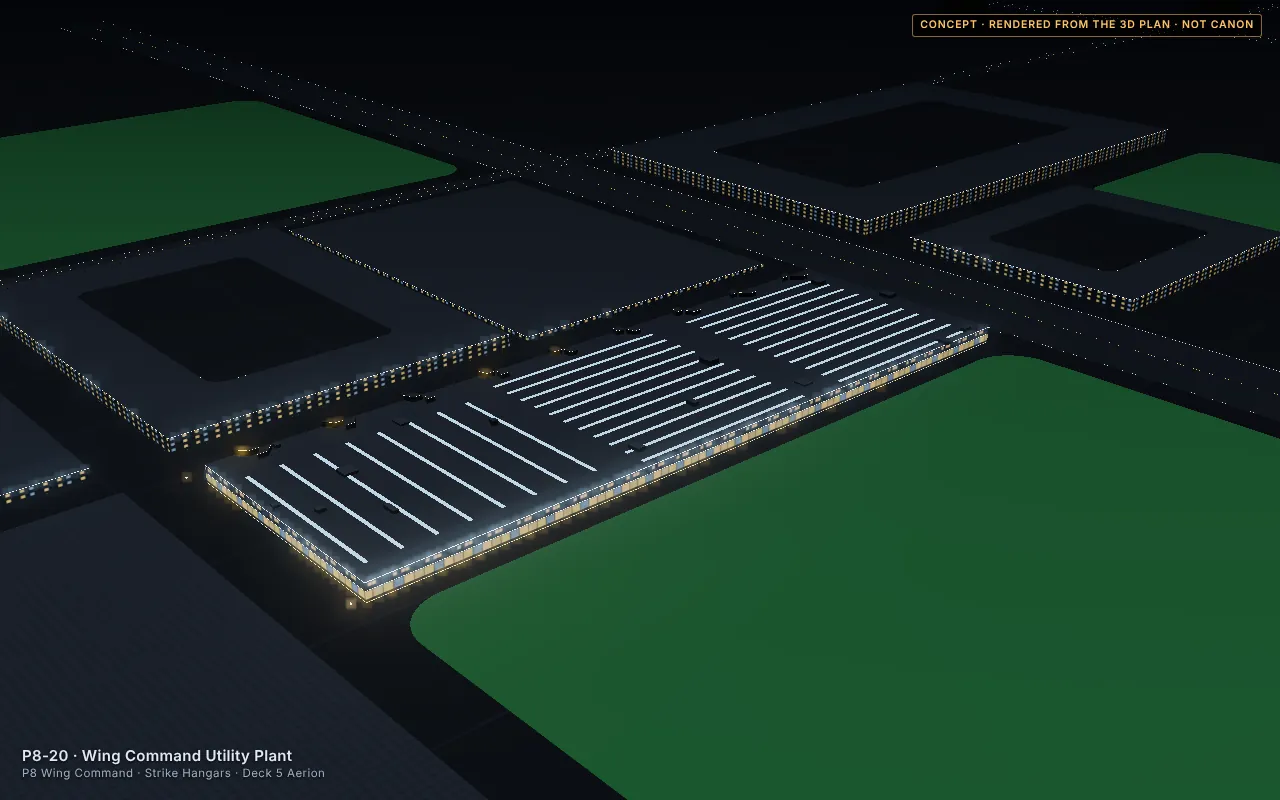 CONCEPT · RENDERED FROM THE 3D PLAN · NOT CANON
P8-20 · Wing Command Utility Plant
P8 Wing Command · Strike Hangars · Deck 5 Aerion